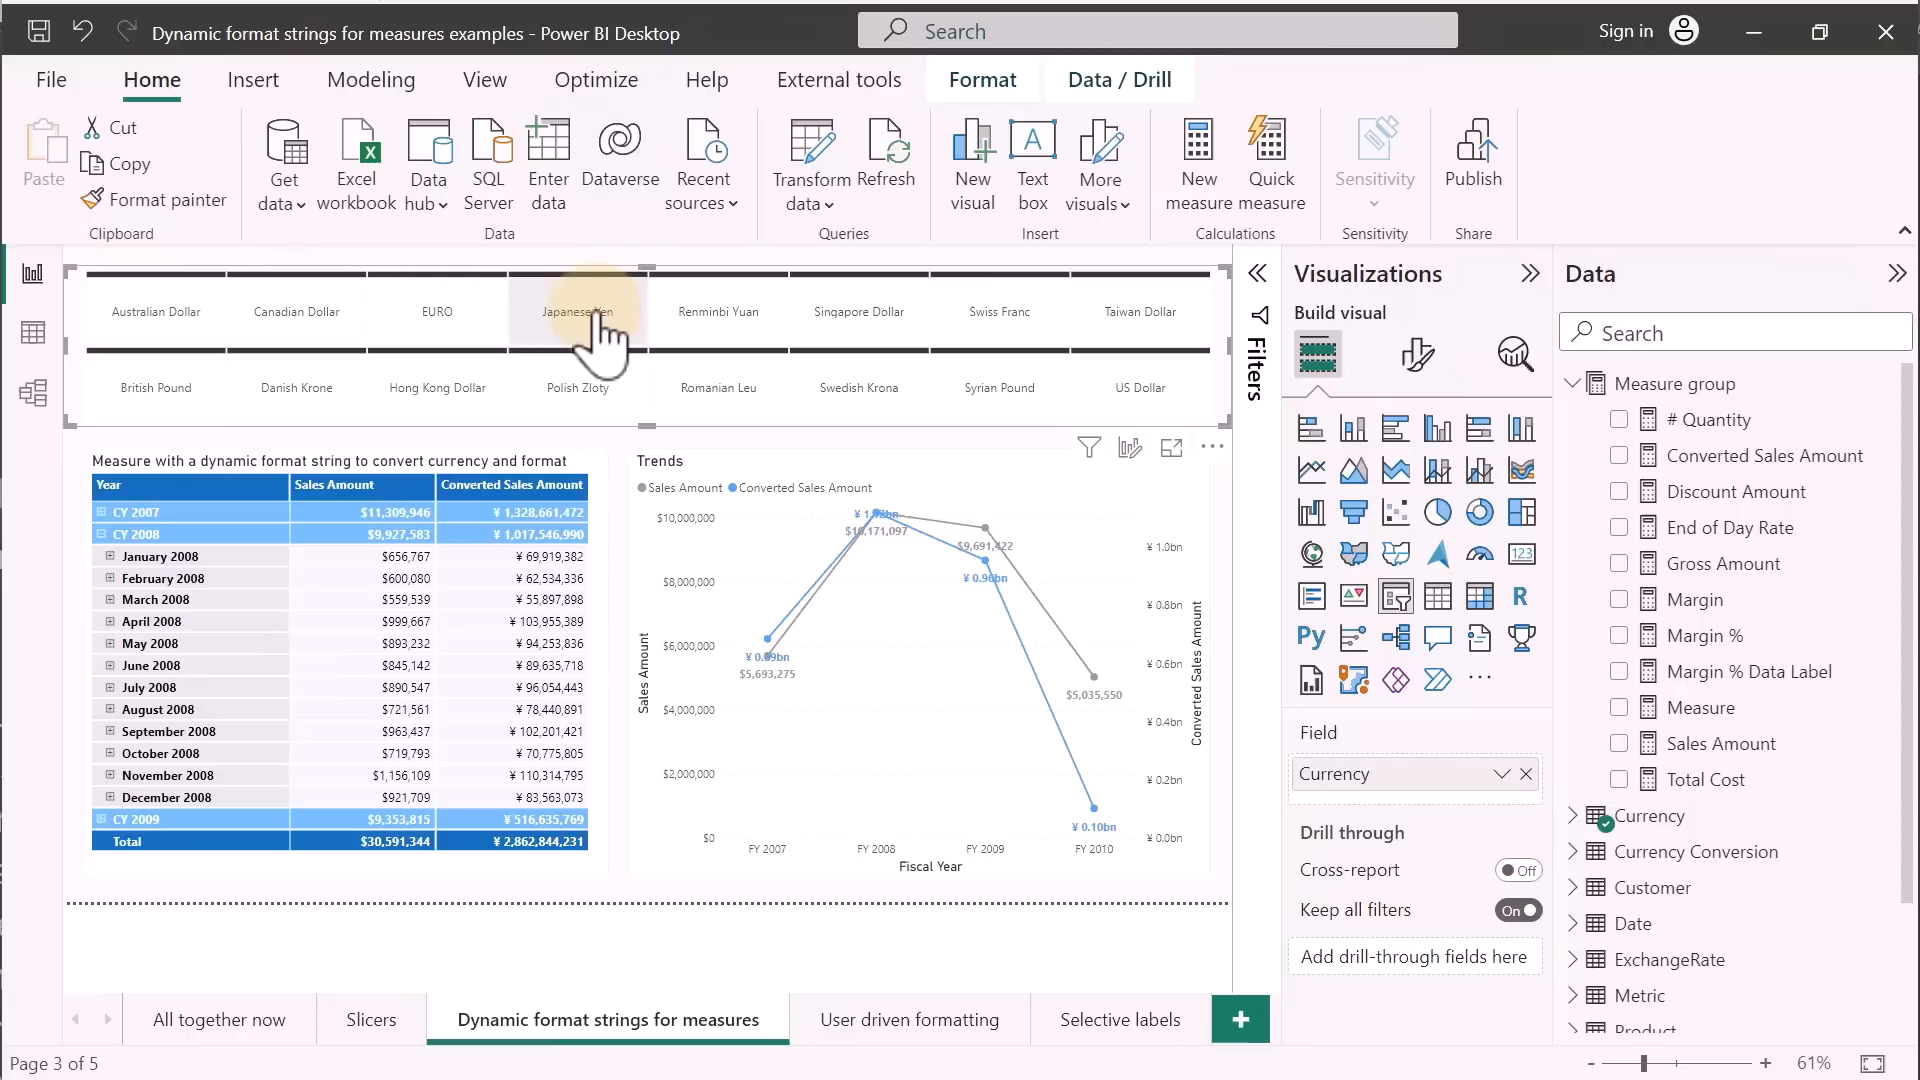 Dynamic format strings for measures examples - Power BI Desktop
Search
Sign in
File
Home
Insert
Modeling
View
Optimize
Help
External tools
Format
Data / Drill
Paste
Cut
Copy
Format painter
Get data
Excel workbook
Data hub
SQL Server
Enter data
Dataverse
Recent sources
Transform data
Refresh
New visual
Text box
More visuals
New measure
Quick measure
Sensitivity
Publish
Clipboard
Data
Queries
Insert
Calculations
Sensitivity
Share
Australian Dollar
Canadian Dollar
EURO
Japanese Yen
Renminbi Yuan
Singapore Dollar
Swiss Franc
Taiwan Dollar
British Pound
Danish Krone
Hong Kong Dollar
Polish Zloty
Romanian Leu
Swedish Krona
Syrian Pound
US Dollar
Measure with a dynamic format string to convert currency and format
Year Sales Amount Converted Sales Amount
CY 2007 $11,309,946 ¥ 1,328,661,472
CY 2008 $9,927,583 ¥ 1,017,546,990
January 2008 $656,767 ¥ 69,919,382
February 2008 $600,080 ¥ 62,534,336
March 2008 $559,539 ¥ 55,897,898
April 2008 $999,667 ¥ 103,955,389
May 2008 $893,232 ¥ 94,253,836
June 2008 $845,142 ¥ 89,635,718
July 2008 $890,547 ¥ 96,054,443
August 2008 $721,561 ¥ 78,440,891
September 2008 $963,437 ¥ 102,201,421
October 2008 $719,793 ¥ 70,775,805
November 2008 $1,156,109 ¥ 110,314,795
December 2008 $921,709 ¥ 83,563,073
CY 2009 $9,353,815 ¥ 516,635,769
Total $30,591,344 ¥ 2,862,844,231
Trends
Sales Amount Converted Sales Amount
$10,000,000
$8,000,000
$6,000,000
$4,000,000
$2,000,000
$0
Sales Amount
$10,171,097
$9,691,422
¥ 0.96bn
$5,693,275
$5,035,550
¥ 0.10bn
¥ 1.0bn
¥ 0.8bn
¥ 0.6bn
¥ 0.4bn
¥ 0.2bn
¥ 0.0bn
Converted Sales Amount
FY 2007
FY 2008
FY 2009
FY 2010
Fiscal Year
Filters
Visualizations
Build visual
123
R
Py
Field
Currency
Drill through
Cross-report
Off
Keep all filters
On
Add drill-through fields here
Data
Search
Measure group
# Quantity
Converted Sales Amount
Discount Amount
End of Day Rate
Gross Amount
Margin
Margin %
Margin % Data Label
Measure
Sales Amount
Total Cost
Currency
Currency Conversion
Customer
Date
ExchangeRate
Metric
Product
All together now
Slicers
Dynamic format strings for measures
User driven formatting
Selective labels
Page 3 of 5
- + 61%